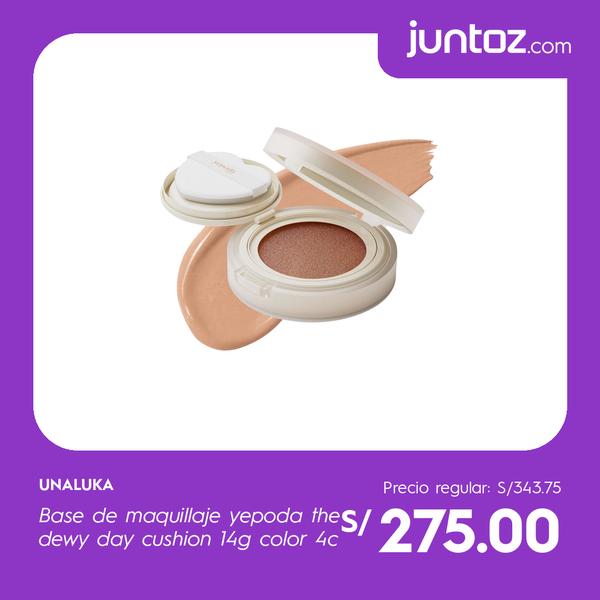 juntoz.com
yepoda
UNALUKA
Precio regular: S/343.75
Base de maquillaje yepoda the
dewy day cushion 14g color 4c
S/ 275.00